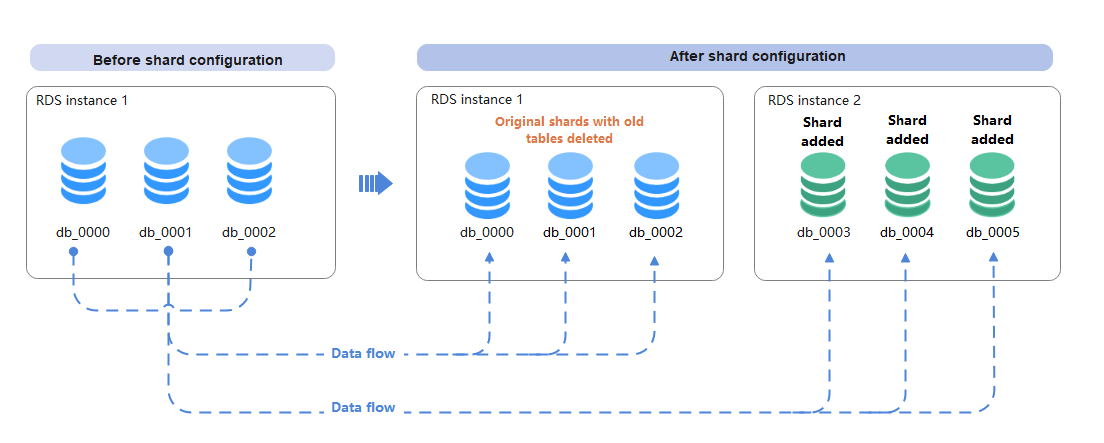 Before shard configuration
After shard configuration
RDS instance 1
db_0000
db_0001
db_0002
RDS instance 1
Original shards with old
tables deleted
db_0000
db_0001
db_0002
RDS instance 2
Shard
added
Shard
added
Shard
added
db_0003
db_0004
db_0005
Data flow
Data flow